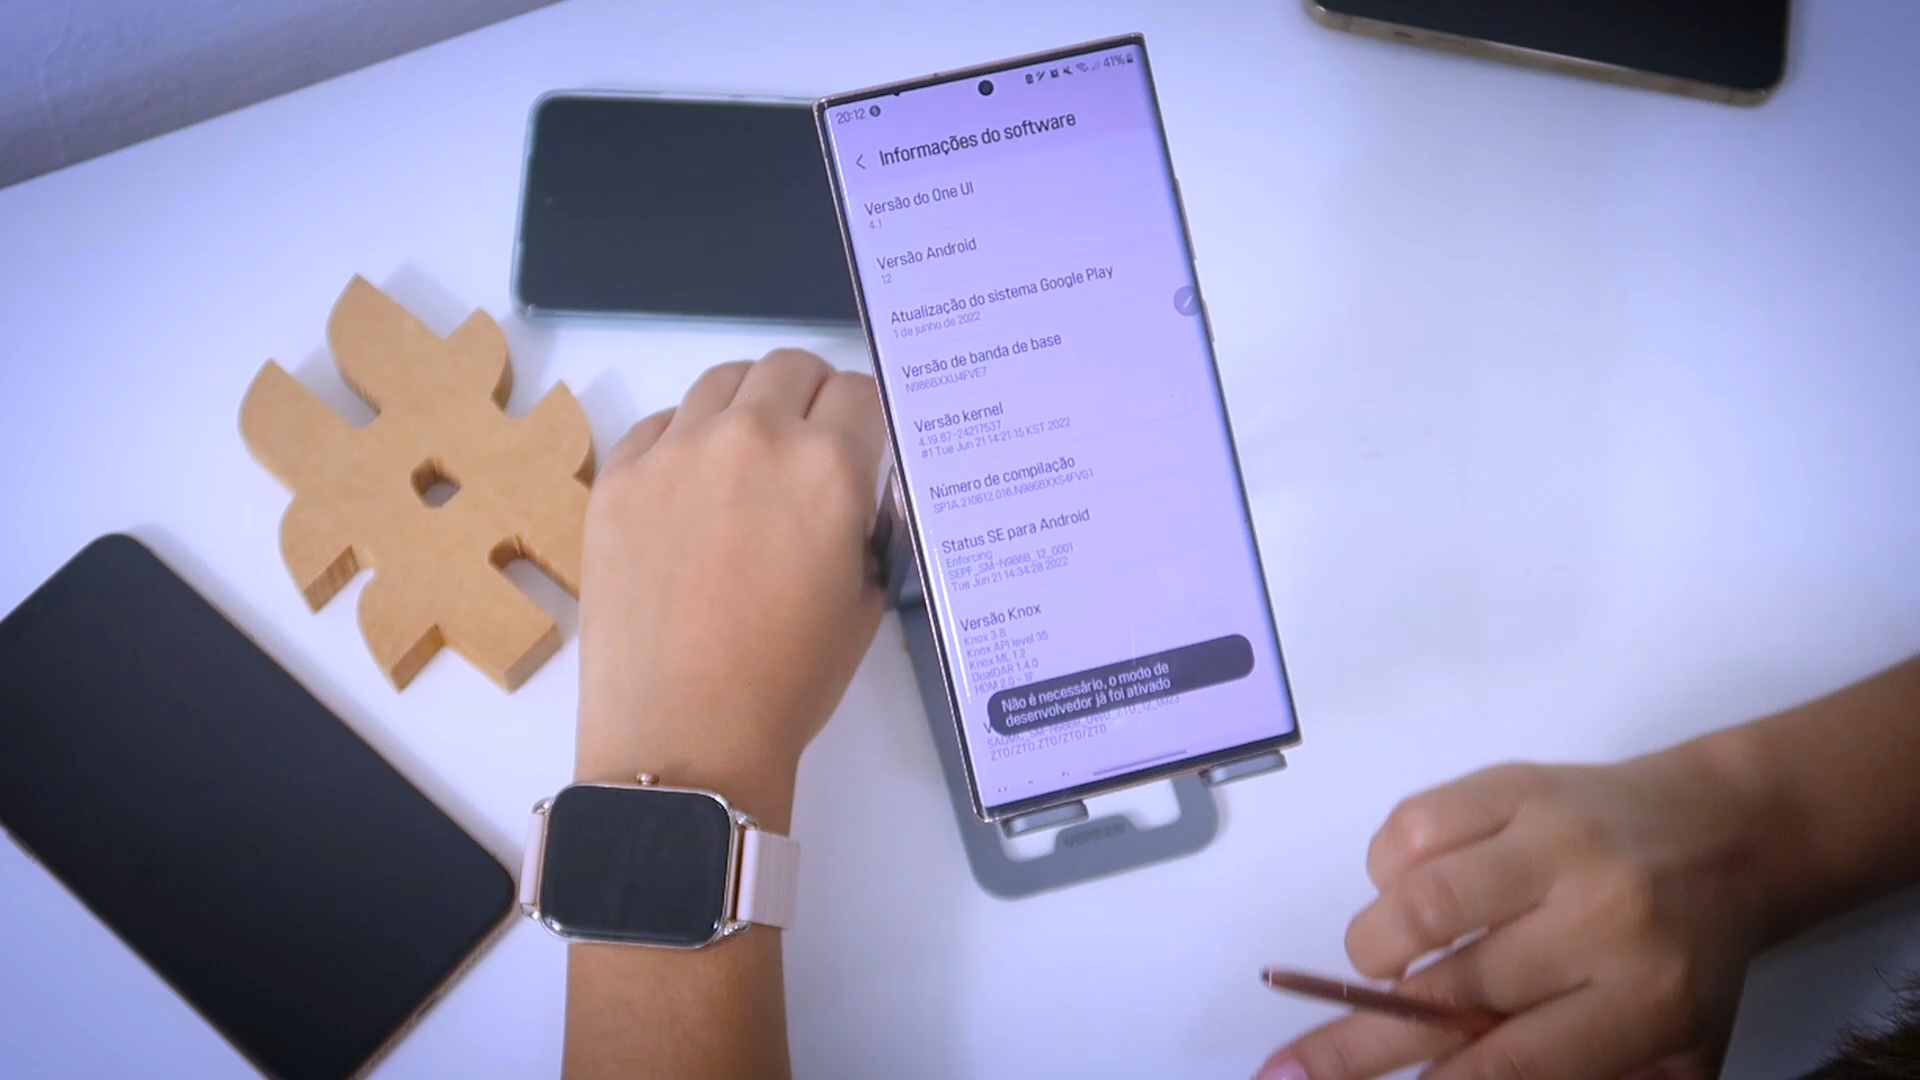 20:12
41%
Informações do software
Versão do One UI
4.1
Versão Android
12
Atualização do sistema Google Play
1 de junho de 2022
Versão de banda de base
N986BXXU4FVE7
Versão kernel
4.19.87-24217537
#1 Tue Jun 21 14:21:15 KST 2022
Número de compilação
SP1A.210812.016.N986BXXS4FVG1
Status SE para Android
Enforcing
SEPF_SM-N986B_12_0001
Tue Jun 21 14:34:28 2022
Versão Knox
Knox 3.8
Knox API level 35
Knox ML 1.2
DualDAR 1.4.0
HDM 2.0 - 1F
Não é necessário, o modo de
desenvolvedor já foi ativado
ZTO/ZTO,ZTO/ZTO/ZTO
UGREEN